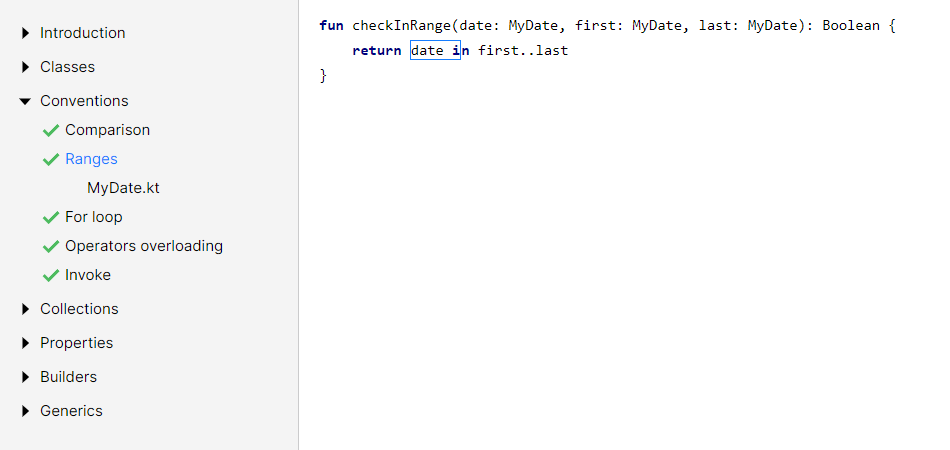 Introduction
Classes
Conventions
Comparison
Ranges
MyDate.kt
For loop
Operators overloading
Invoke
Collections
Properties
Builders
Generics
fun checkInRange(date: MyDate, first: MyDate, last: MyDate): Boolean {
    return date in first..last
}